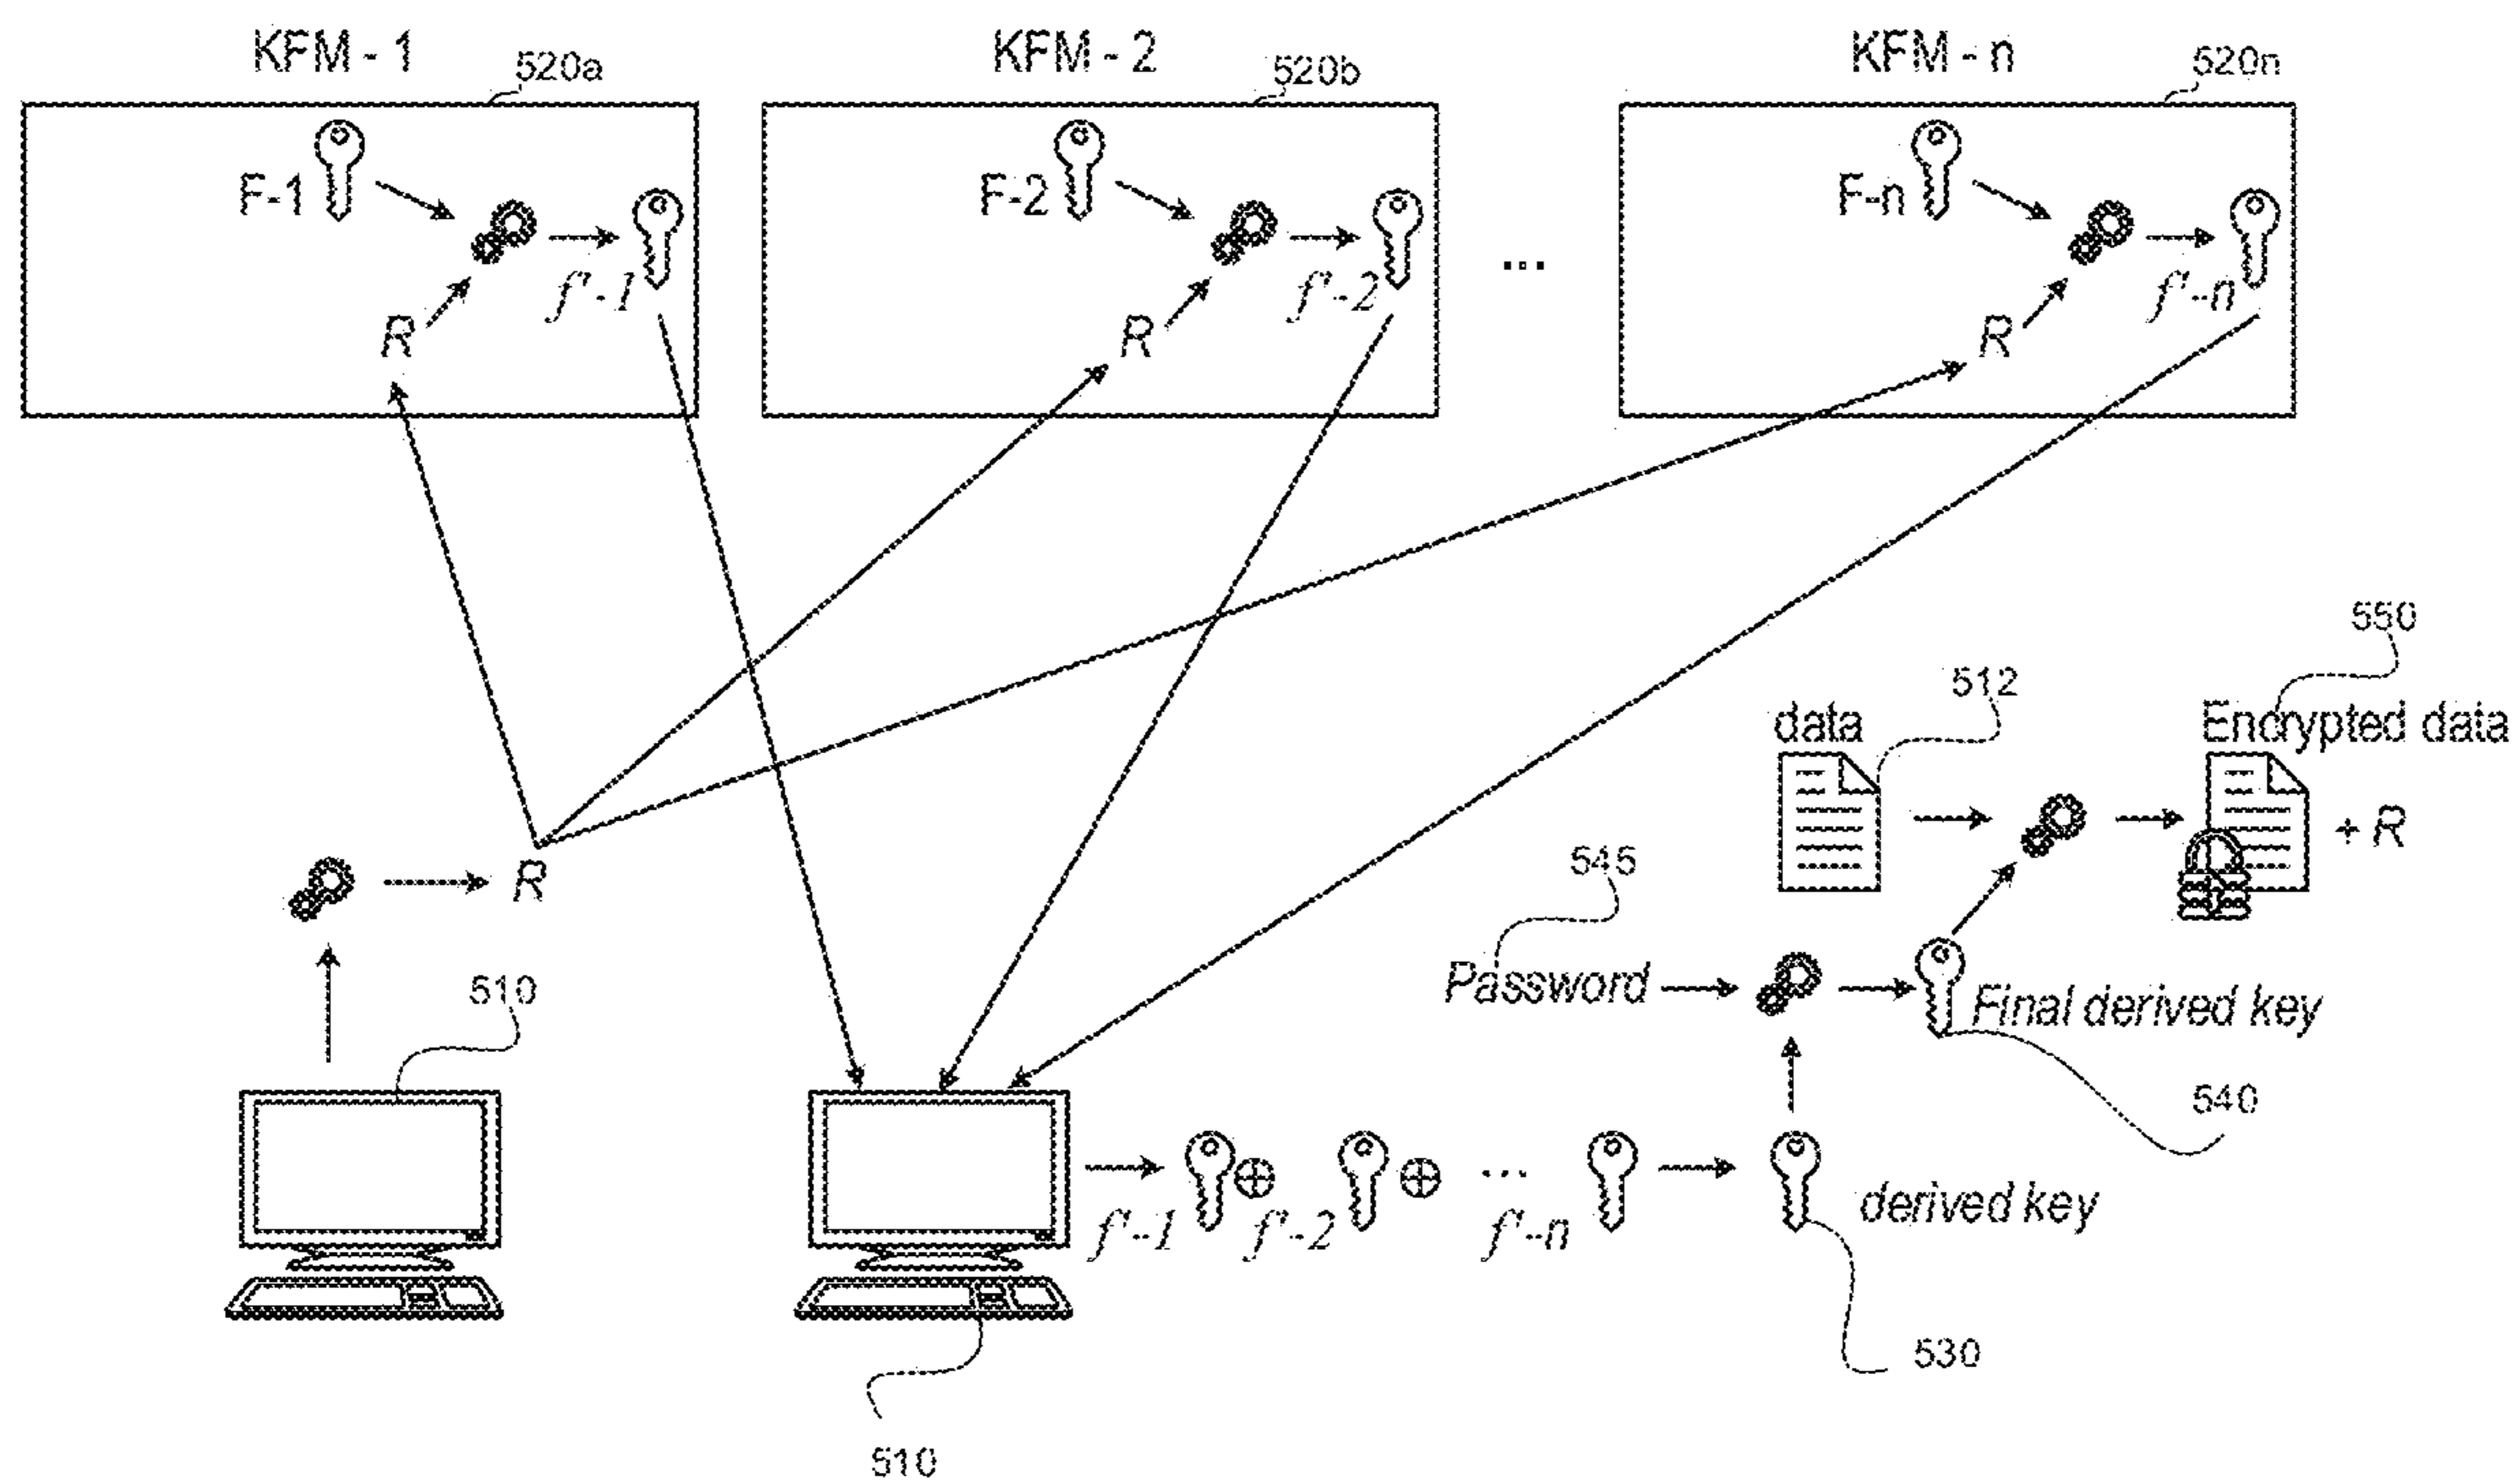 KFM - 1
520a
KFM - 2
520b
KFM - n
520n
F-1
F-2
F-n
f'-1
f'-2
...
f'-n
R
R
R
550
512
data
Encrypted data
+ R
545
R
Password
Final derived key
510
540
f'-1
⊕
f'-2
⊕
...
f'-n
derived key
530
510